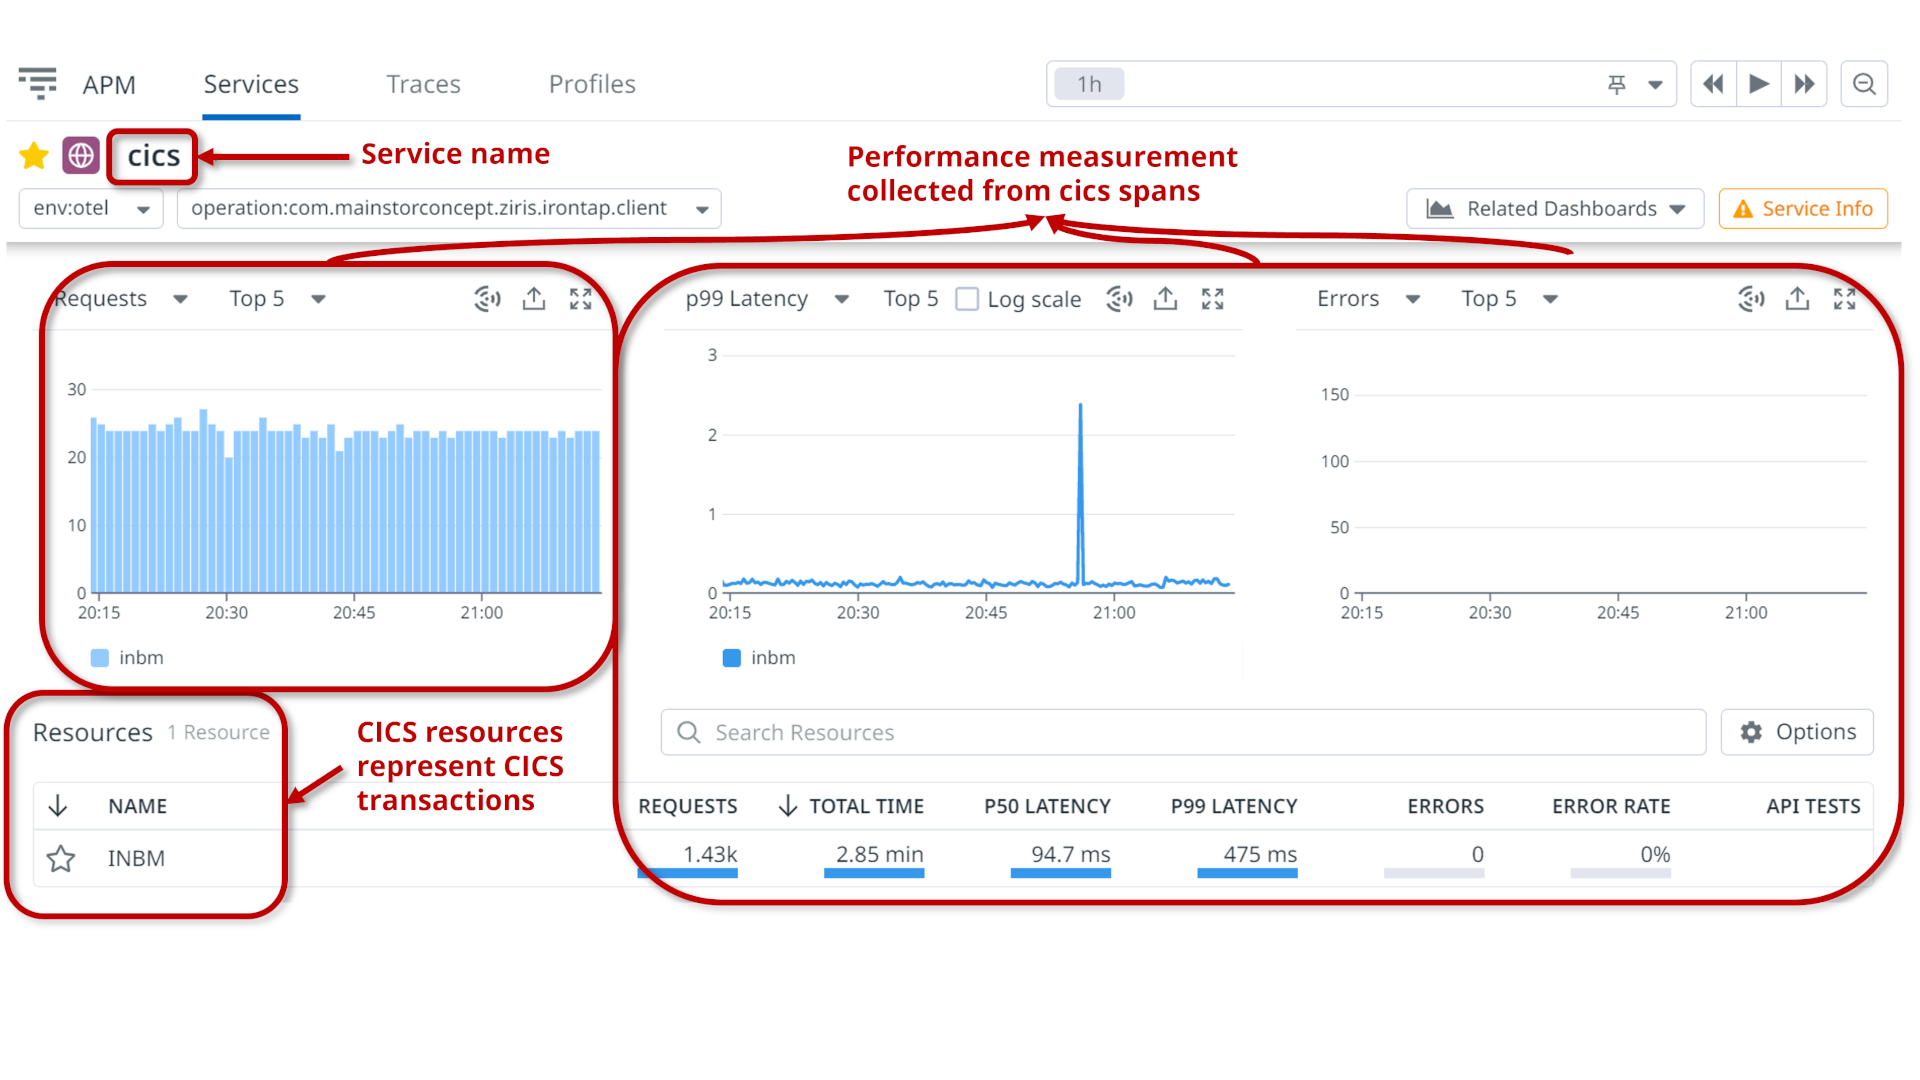 APM Services Traces Profiles 1h
cics Service name
Performance measurement
collected from cics spans
env:otel operation:com.mainstorconcept.ziris.irontap.client Related Dashboards Service Info
Requests Top 5
30
20
10
0
20:15 20:30 20:45 21:00
inbm
p99 Latency Top 5 Log scale
3
2
1
0
20:15 20:30 20:45 21:00
inbm
Errors Top 5
150
100
50
0
20:15 20:30 20:45 21:00
Resources 1 Resource
CICS resources
represent CICS
transactions
Search Resources Options
NAME REQUESTS TOTAL TIME P50 LATENCY P99 LATENCY ERRORS ERROR RATE API TESTS
INBM 1.43k 2.85 min 94.7 ms 475 ms 0 0%